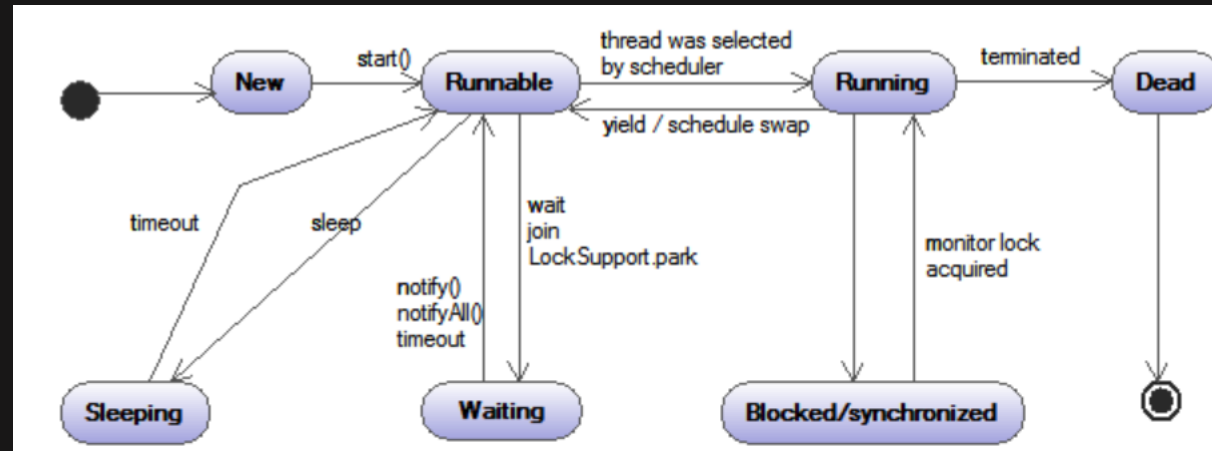 New
start()
Runnable
thread was selected
by scheduler
Running
terminated
Dead
yield / schedule swap
timeout
sleep
wait
join
LockSupport.park
notify()
notifyAll()
timeout
monitor lock
acquired
Sleeping
Waiting
Blocked/synchronized